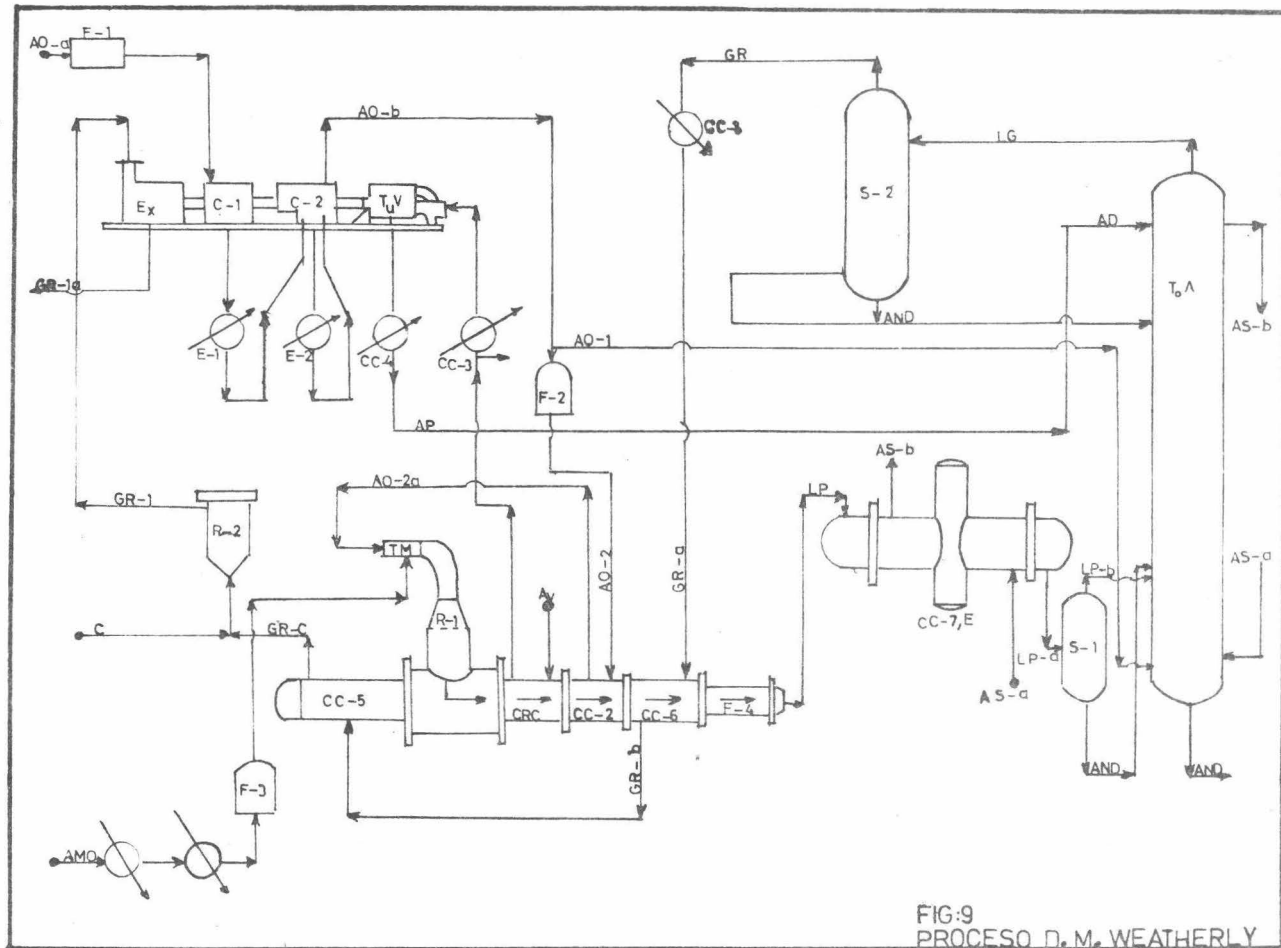 AO-a
F-1
GR
AO-b
CC-8
LG
S-2
Ex
C-1
C-2
TuV
AD
GR-1a
ToA
AND
AS-b
E-1
E-2
CC-4
CC-3
AO-1
F-2
AP
AS-b
AO-2a
LP
GR-1
R-2
TM
AO-2
GR-a
AS-a
LP-b
R-1
Av
CC-7,E
S-1
C
GR-C
LP-a
CC-5
CRC
CC-2
CC-6
F-4
AS-a
GR-b
F-3
AND
AND
AMO
FIG:9
PROCESO D. M. WEATHERLY